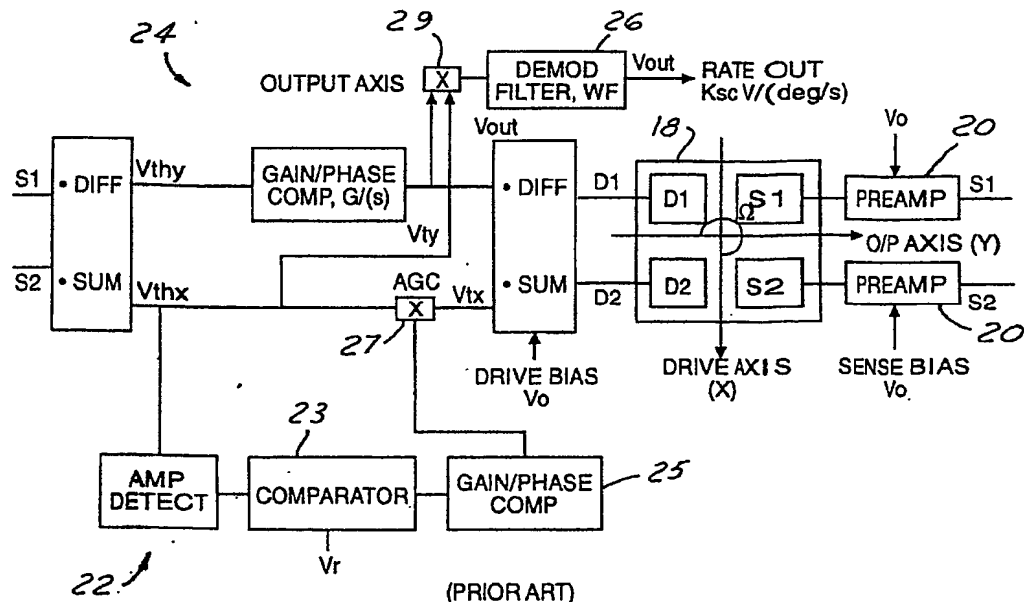 24
29
26
OUTPUT AXIS
X
DEMOD
FILTER, WF
Vout
RATE OUT
Ksc V/(deg/s)
S1
S2
• DIFF
• SUM
Vthy
Vthx
GAIN/PHASE
COMP, G/(s)
Vty
Vout
AGC
X
27
Vtx
• DIFF
• SUM
DRIVE BIAS
Vo
D1
D2
18
D1
S1
Ω
D2
S2
DRIVE AXIS
(X)
Vo
20
PREAMP
S1
O/P AXIS (Y)
PREAMP
S2
20
SENSE BIAS
Vo
AMP
DETECT
22
23
COMPARATOR
Vr
GAIN/PHASE
COMP
25
(PRIOR ART)